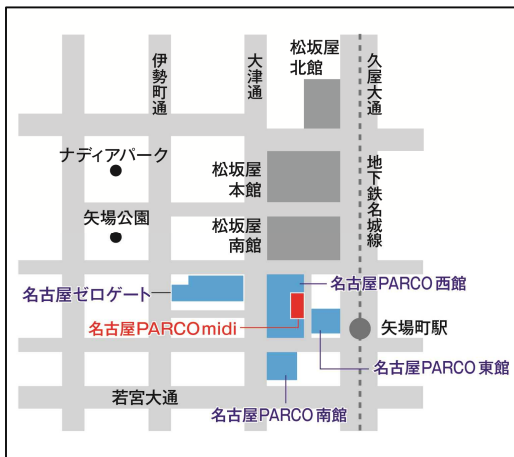 伊勢町通
大津通
松坂屋
北館
久屋大通
ナディアパーク
松坂屋
本館
地下鉄名城線
矢場公園
松坂屋
南館
名古屋ゼロゲート
名古屋PARCO西館
名古屋PARCOmidi
矢場町駅
名古屋PARCO東館
若宮大通
名古屋PARCO南館